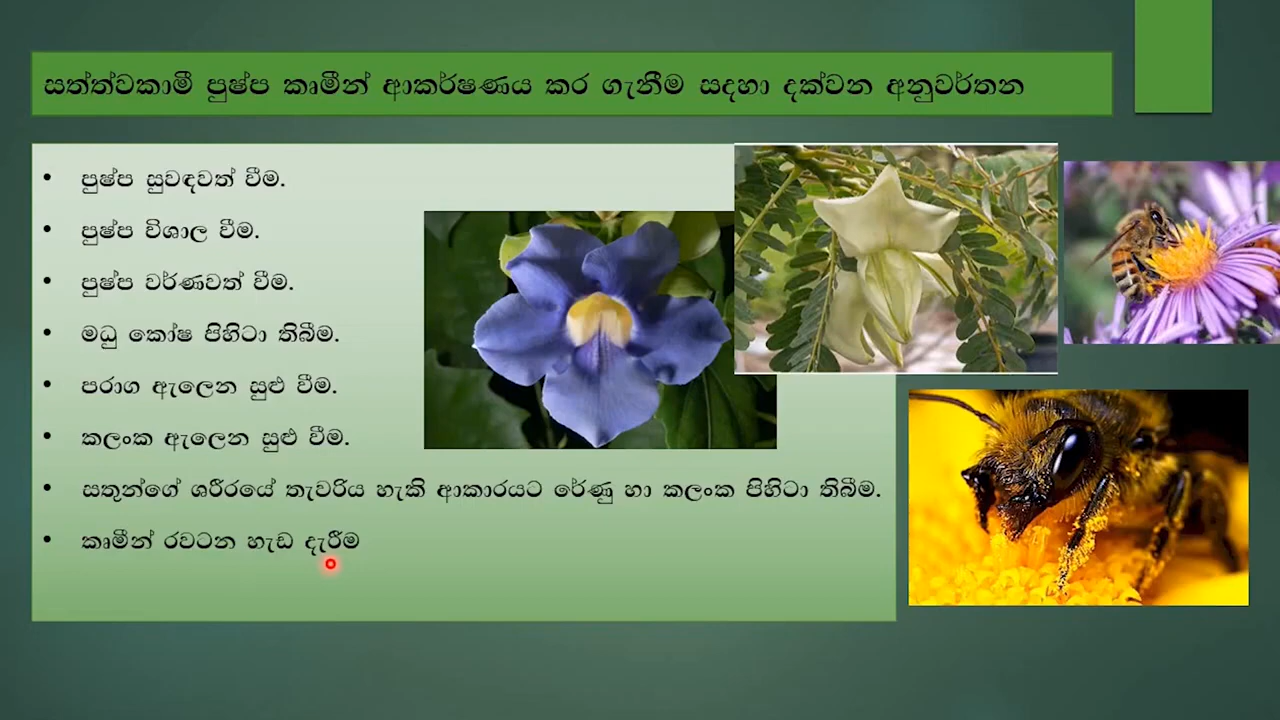 සත්ත්වකාමී පුෂ්ප කෘමීන් ආකර්ෂණය කර ගැනීම සදහා දක්වන අනුවර්තන
• පුෂ්ප සුවඳවත් වීම.
• පුෂ්ප විශාල වීම.
• පුෂ්ප වර්ණවත් වීම.
• මධු කෝෂ පිහිටා තිබීම.
• පරාග ඇලෙන සුළු වීම.
• කලංක ඇලෙන සුළු වීම.
• සතුන්ගේ ශරීරයේ තැවරිය හැකි ආකාරයට රේණු හා කලංක පිහිටා තිබීම.
• කෘමීන් රවටන හැඩ දැරීම